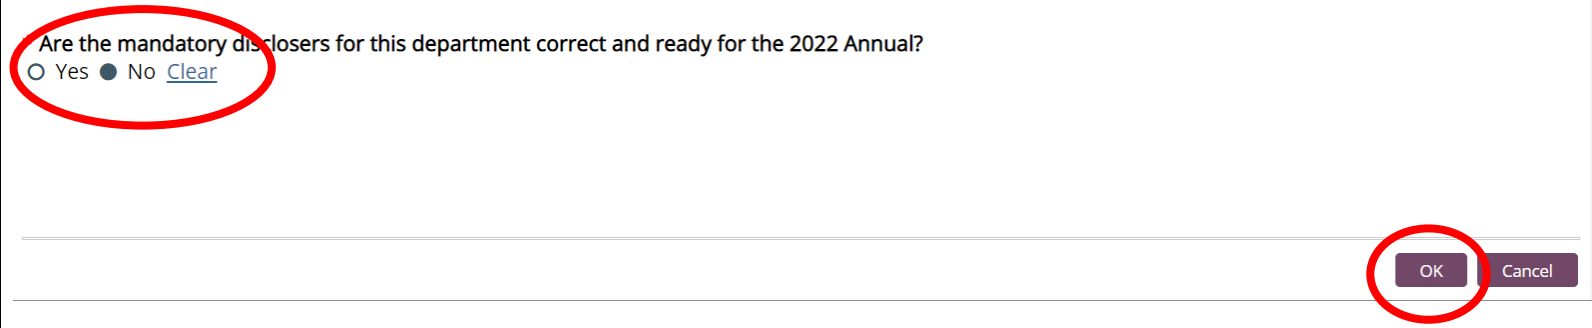 * Are the mandatory disclosers for this department correct and ready for the 2022 Annual?
Yes No Clear
OK Cancel